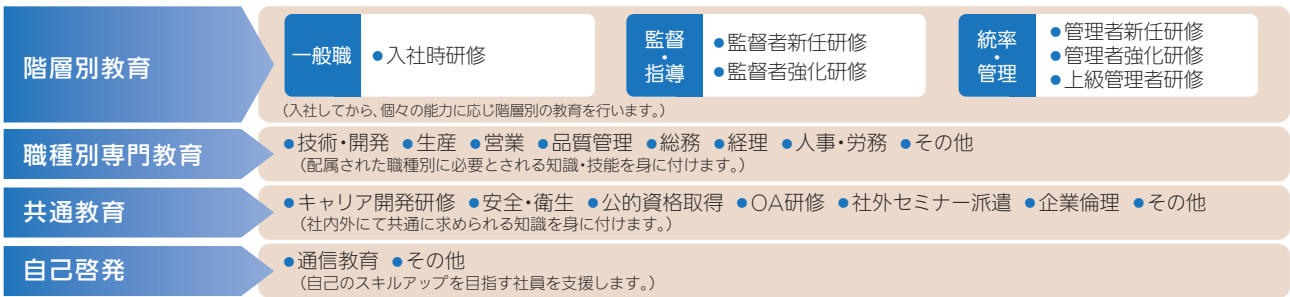 階層別教育
一般職
●入社時研修
監督・指導
●監督者新任研修
●監督者強化研修
統率・管理
●管理者新任研修
●管理者強化研修
●上級管理者研修
(入社してから、個々の能力に応じ階層別の教育を行います。)
職種別専門教育
●技術・開発 ●生産 ●営業 ●品質管理 ●総務 ●経理 ●人事・労務 ●その他
(配属された職種別に必要とされる知識・技能を身に付けます。)
共通教育
●キャリア開発研修 ●安全・衛生 ●公的資格取得 ●OA研修 ●社外セミナー派遣 ●企業倫理 ●その他
(社内外にて共通に求められる知識を身に付けます。)
自己啓発
●通信教育 ●その他
(自己のスキルアップを目指す社員を支援します。)